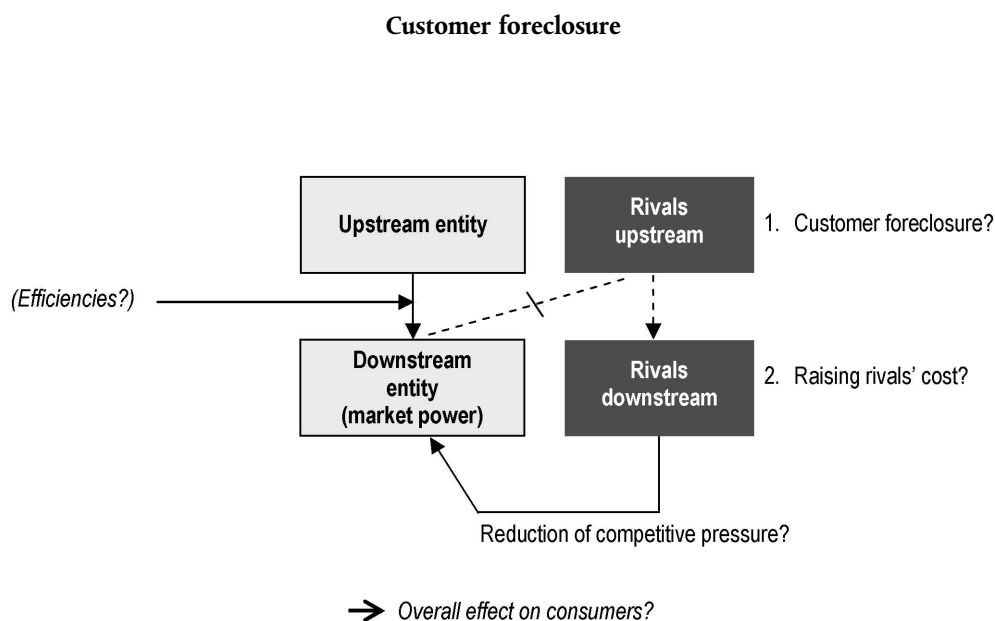 Customer foreclosure
Upstream entity
Rivals
upstream
1. Customer foreclosure?
(Efficiencies?)
Downstream
entity
(market power)
Rivals
downstream
2. Raising rivals’ cost?
Reduction of competitive pressure?
Overall effect on consumers?